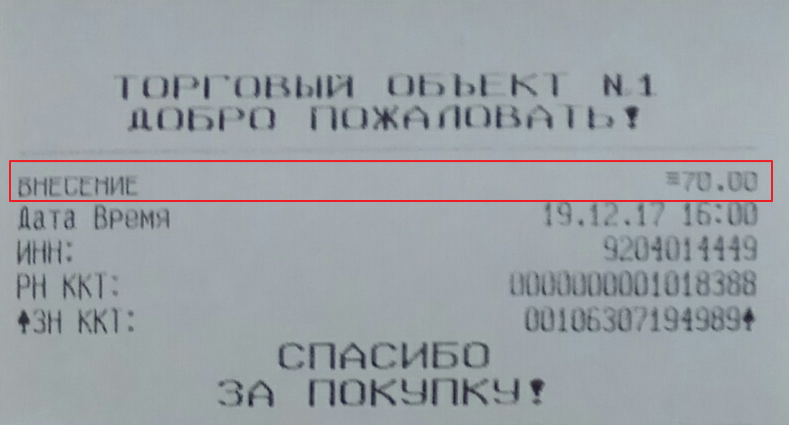 ТОРГОВЫЙ ОБЪЕКТ №1
ДОБРО ПОЖАЛОВАТЬ!
ВНЕСЕНИЕ ≡70.00
Дата Время 19.12.17 16:00
ИНН: 9204014449
РН ККТ: 0000000001018388
↑ЗН ККТ: 00106307194989↑
СПАСИБО
ЗА ПОКУПКУ!